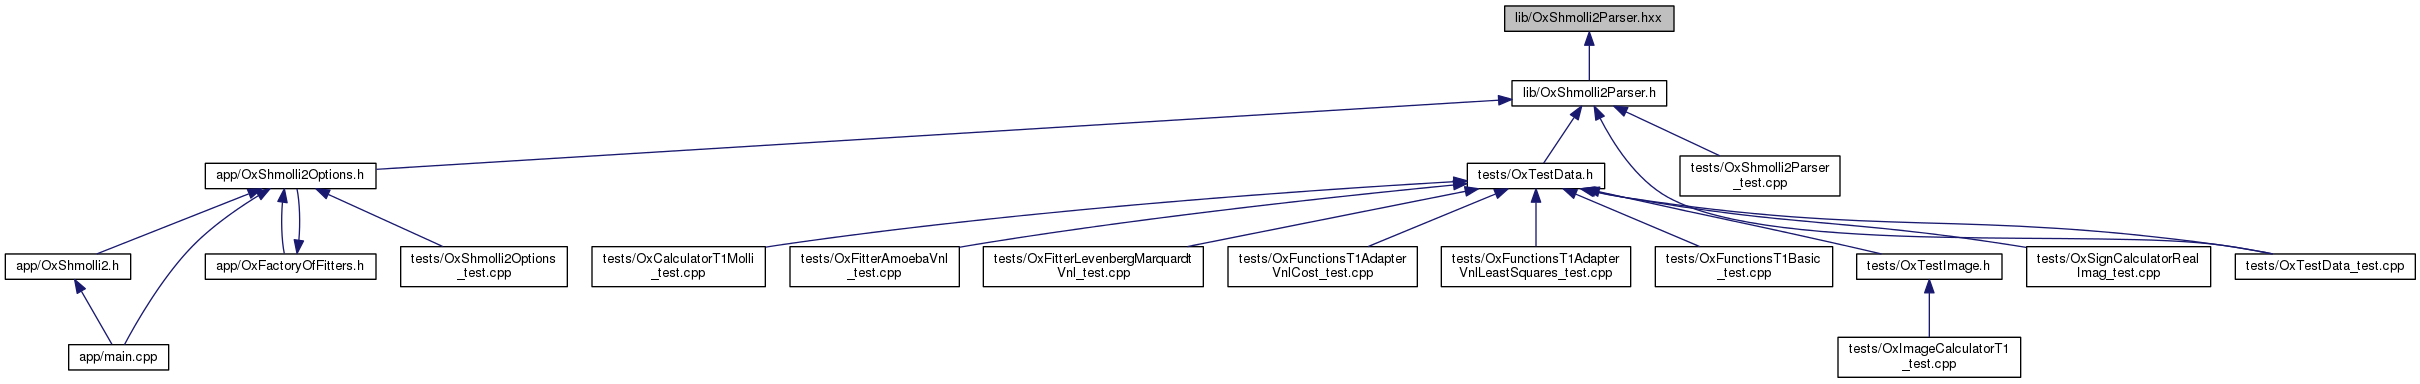 lib/OxShmolli2Parser.hxx
lib/OxShmolli2Parser.h
app/OxShmolli2Options.h
tests/OxTestData.h
tests/OxShmolli2Parser
_test.cpp
app/OxShmolli2.h
app/OxFactoryOfFitters.h
tests/OxShmolli2Options
_test.cpp
tests/OxCalculatorT1Molli
_test.cpp
tests/OxFitterAmoebaVnl
_test.cpp
tests/OxFitterLevenbergMarquardt
Vnl_test.cpp
tests/OxFunctionsT1Adapter
VnlCost_test.cpp
tests/OxFunctionsT1Adapter
VnlLeastSquares_test.cpp
tests/OxFunctionsT1Basic
_test.cpp
tests/OxTestImage.h
tests/OxSignCalculatorReal
Imag_test.cpp
tests/OxTestData_test.cpp
app/main.cpp
tests/OxImageCalculatorT1
_test.cpp